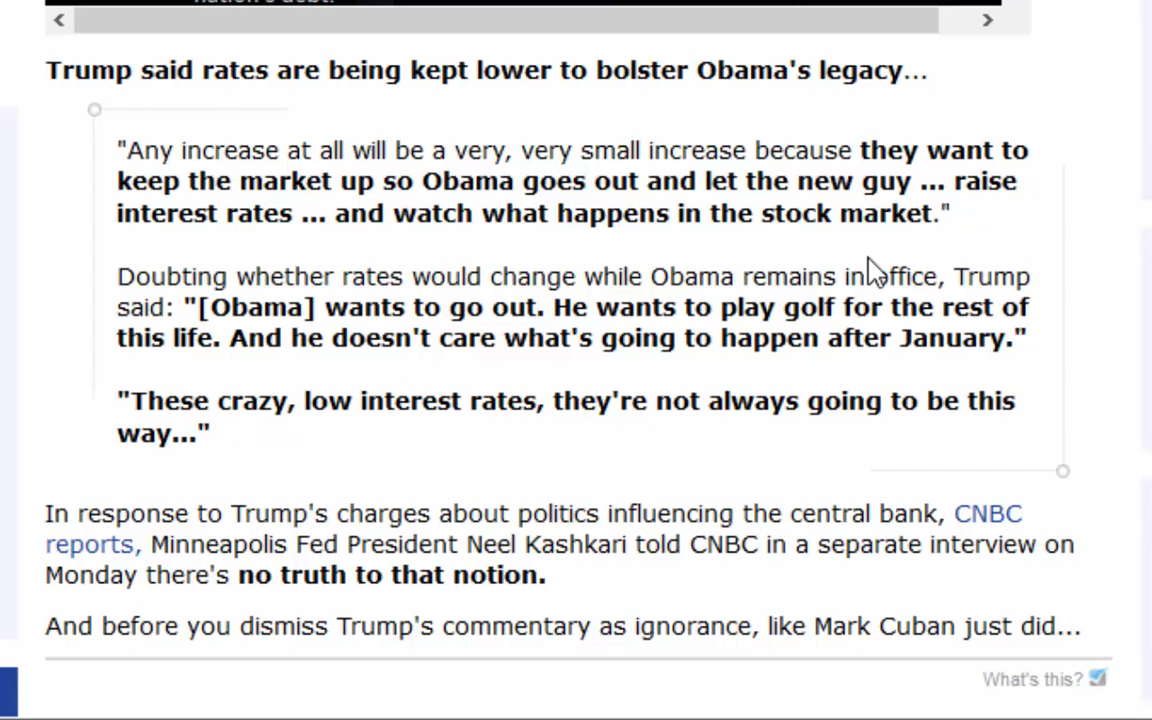 nation's debt.
Trump said rates are being kept lower to bolster Obama's legacy...
"Any increase at all will be a very, very small increase because they want to
keep the market up so Obama goes out and let the new guy ... raise
interest rates ... and watch what happens in the stock market."
Doubting whether rates would change while Obama remains in office, Trump
said: "[Obama] wants to go out. He wants to play golf for the rest of
this life. And he doesn't care what's going to happen after January."
"These crazy, low interest rates, they're not always going to be this
way..."
In response to Trump's charges about politics influencing the central bank, CNBC
reports, Minneapolis Fed President Neel Kashkari told CNBC in a separate interview on
Monday there's no truth to that notion.
And before you dismiss Trump's commentary as ignorance, like Mark Cuban just did...
What's this?